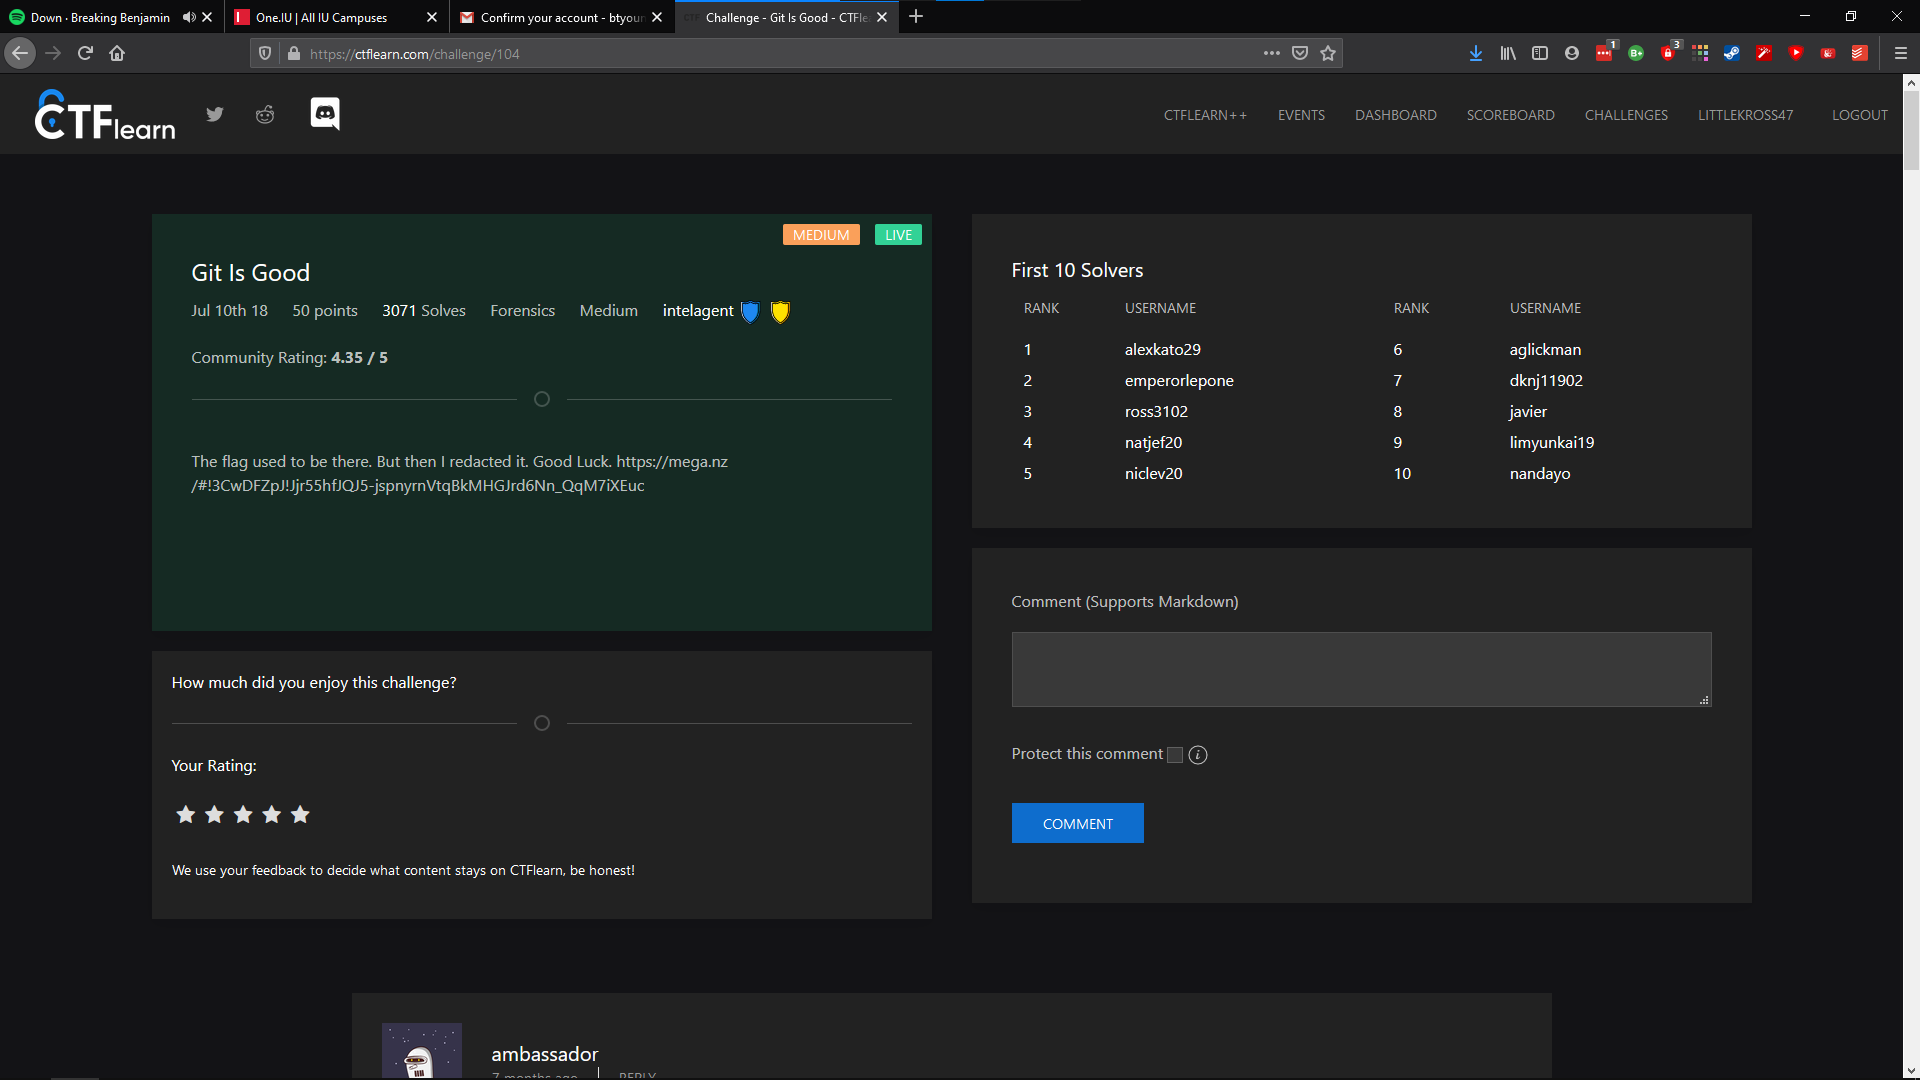 Down · Breaking Benjamin
One.IU | All IU Campuses
Confirm your account - btyoun
Challenge - Git Is Good - CTFle
https://ctflearn.com/challenge/104
1
B+
3
CTFlearn
CTFLEARN++
EVENTS
DASHBOARD
SCOREBOARD
CHALLENGES
LITTLEKROSS47
LOGOUT
MEDIUM
LIVE
Git Is Good
Jul 10th 18 50 points 3071 Solves Forensics Medium intelagent
Community Rating: 4.35 / 5
The flag used to be there. But then I redacted it. Good Luck. https://mega.nz
/#!3CwDFZpJ!Jjr55hfJQJ5-jspnyrnVtqBkMHGJrd6Nn_QqM7iXEuc
How much did you enjoy this challenge?
Your Rating:
We use your feedback to decide what content stays on CTFlearn, be honest!
First 10 Solvers
RANK USERNAME RANK USERNAME
1 alexkato29 6 aglickman
2 emperorlepone 7 dknj11902
3 ross3102 8 javier
4 natjef20 9 limyunkai19
5 niclev20 10 nandayo
Comment (Supports Markdown)
Protect this comment
COMMENT
ambassador
7 months ago | REPLY